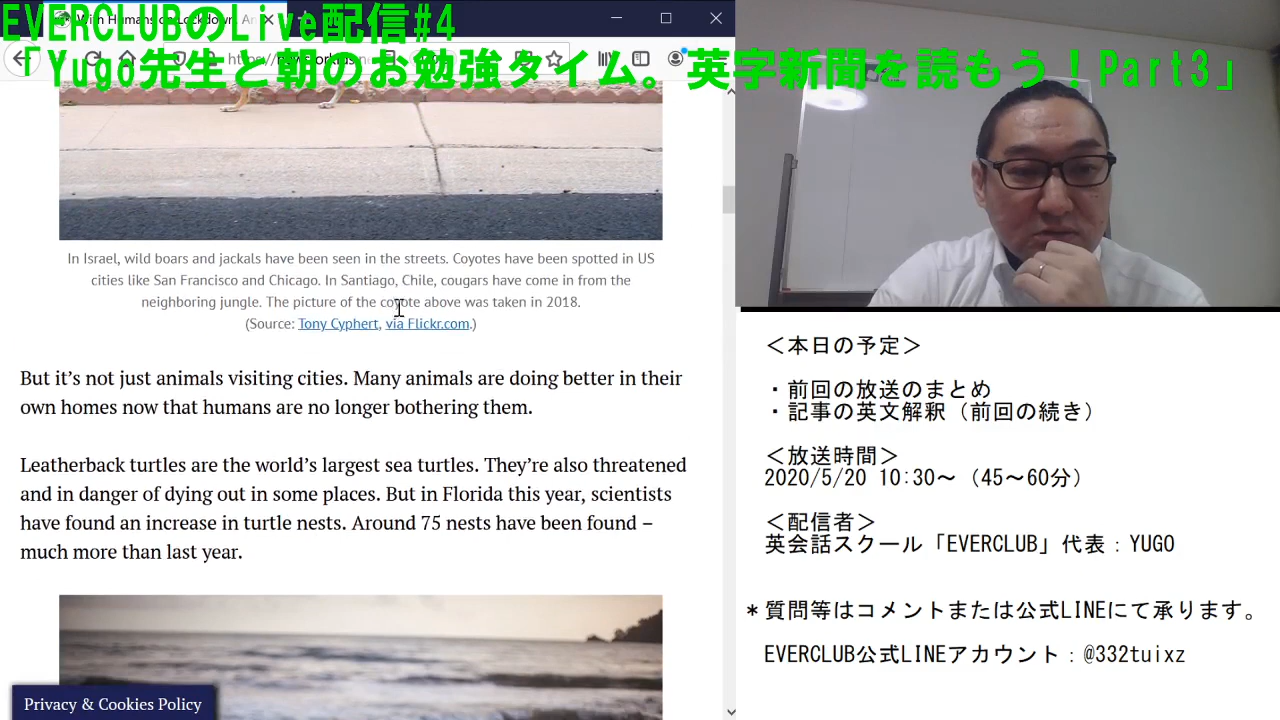 EVERCLUBのLive配信#4
「Yugo先生と朝のお勉強タイム。英字新聞を読もう！Part3」
With Humans Lockdown, An
https://
In Israel, wild boars and jackals have been seen in the streets. Coyotes have been spotted in US
cities like San Francisco and Chicago. In Santiago, Chile, cougars have come in from the
neighboring jungle. The picture of the coyote above was taken in 2018.
(Source: Tony Cyphert, via Flickr.com.)
But it’s not just animals visiting cities. Many animals are doing better in their
own homes now that humans are no longer bothering them.
Leatherback turtles are the world’s largest sea turtles. They’re also threatened
and in danger of dying out in some places. But in Florida this year, scientists
have found an increase in turtle nests. Around 75 nests have been found –
much more than last year.
Privacy & Cookies Policy
＜本日の予定＞
・前回の放送のまとめ
・記事の英文解釈（前回の続き）
＜放送時間＞
2020/5/20 10:30～（45～60分）
＜配信者＞
英会話スクール「EVERCLUB」代表：YUGO
＊質問等はコメントまたは公式LINEにて承ります。
EVERCLUB公式LINEアカウント：@332tuixz